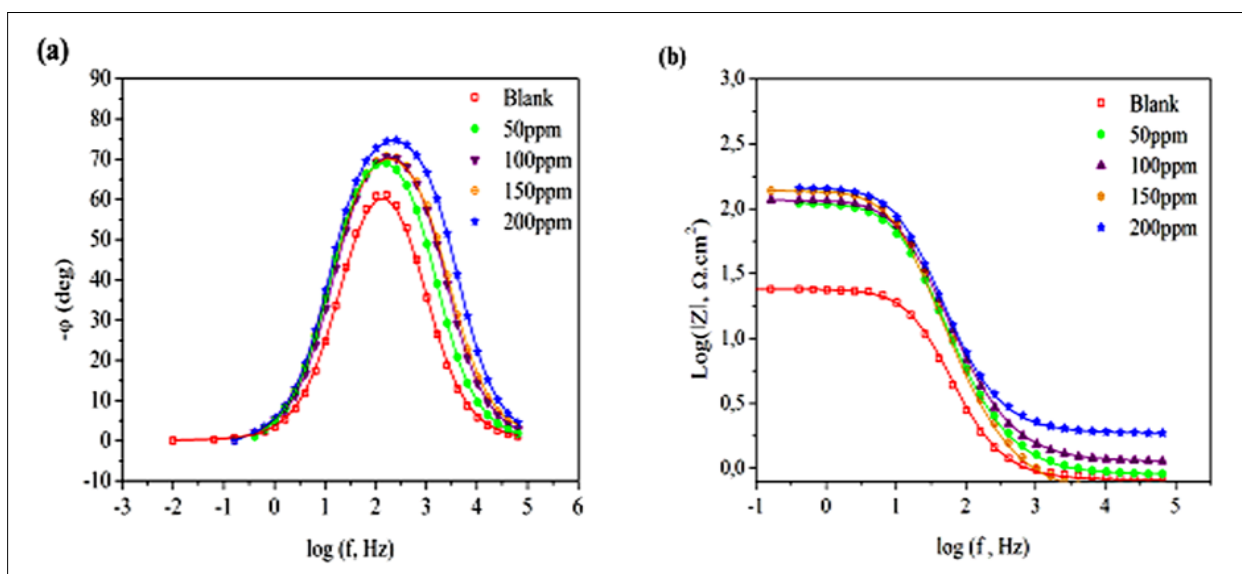 (a)
90
80
70
60
50
40
30
20
10
0
-10
-φ (deg)
-3 -2 -1 0 1 2 3 4 5 6
log (f, Hz)
Blank
50ppm
100ppm
150ppm
200ppm
(b)
3,0
2,5
2,0
1,5
1,0
0,5
0,0
Log(|Z|, Ω.cm²)
-1 0 1 2 3 4 5
log (f , Hz)
Blank
50ppm
100ppm
150ppm
200ppm